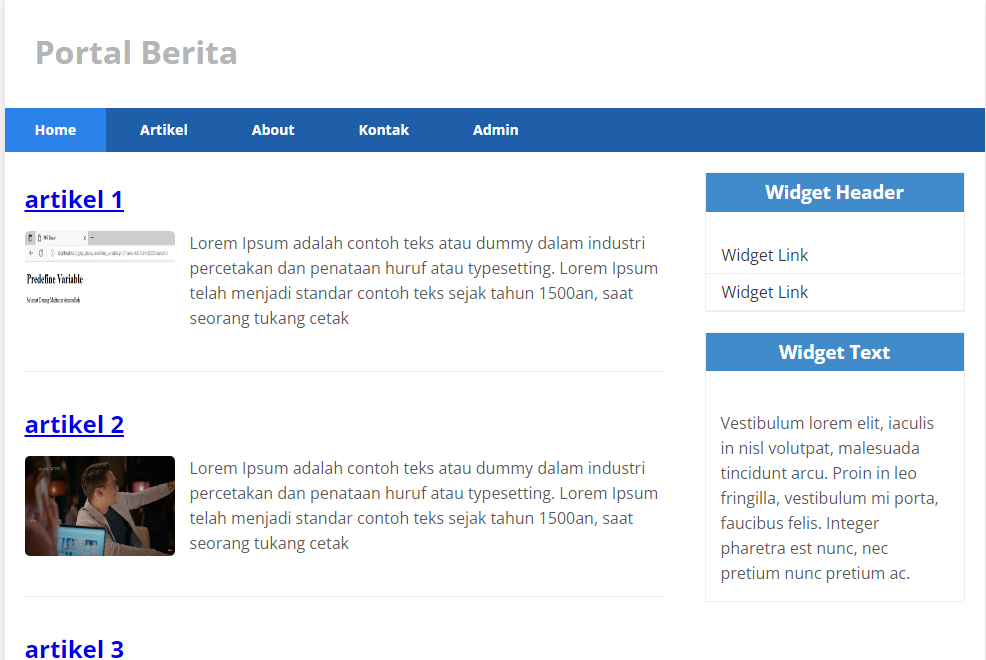 Portal Berita
Home Artikel About Kontak Admin
artikel 1
Predefine Variable
Lorem Ipsum adalah contoh teks atau dummy dalam industri
percetakan dan penataan huruf atau typesetting. Lorem Ipsum
telah menjadi standar contoh teks sejak tahun 1500an, saat
seorang tukang cetak
artikel 2
Lorem Ipsum adalah contoh teks atau dummy dalam industri
percetakan dan penataan huruf atau typesetting. Lorem Ipsum
telah menjadi standar contoh teks sejak tahun 1500an, saat
seorang tukang cetak
artikel 3
Widget Header
Widget Link
Widget Link
Widget Text
Vestibulum lorem elit, iaculis
in nisl volutpat, malesuada
tincidunt arcu. Proin in leo
fringilla, vestibulum mi porta,
faucibus felis. Integer
pharetra est nunc, nec
pretium nunc pretium ac.